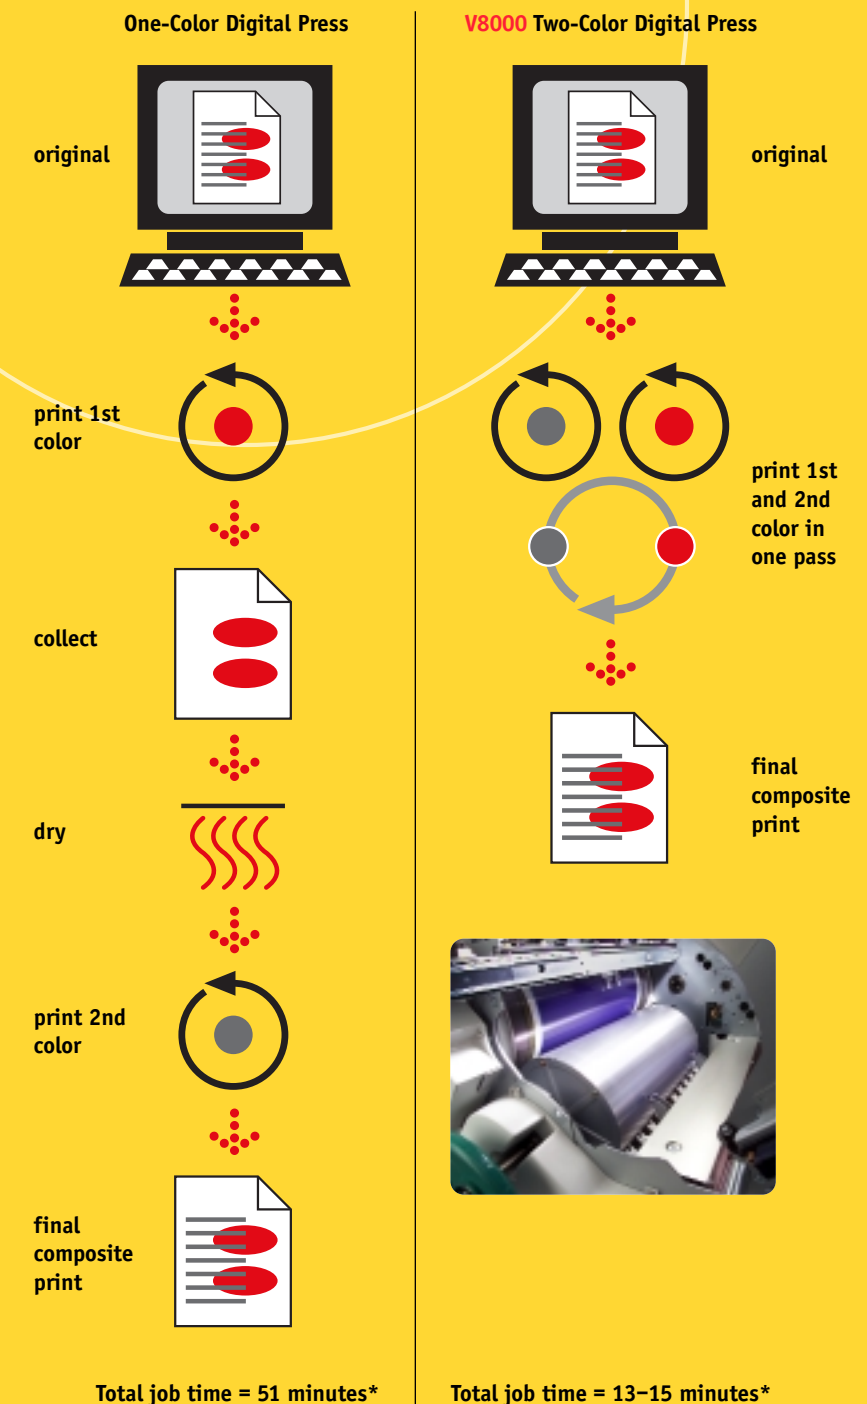 One-Color Digital Press
original
print 1st
color
collect
dry
print 2nd
color
final
composite
print
Total job time = 51 minutes*
V8000 Two-Color Digital Press
original
print 1st
and 2nd
color in
one pass
final
composite
print
Total job time = 13–15 minutes*